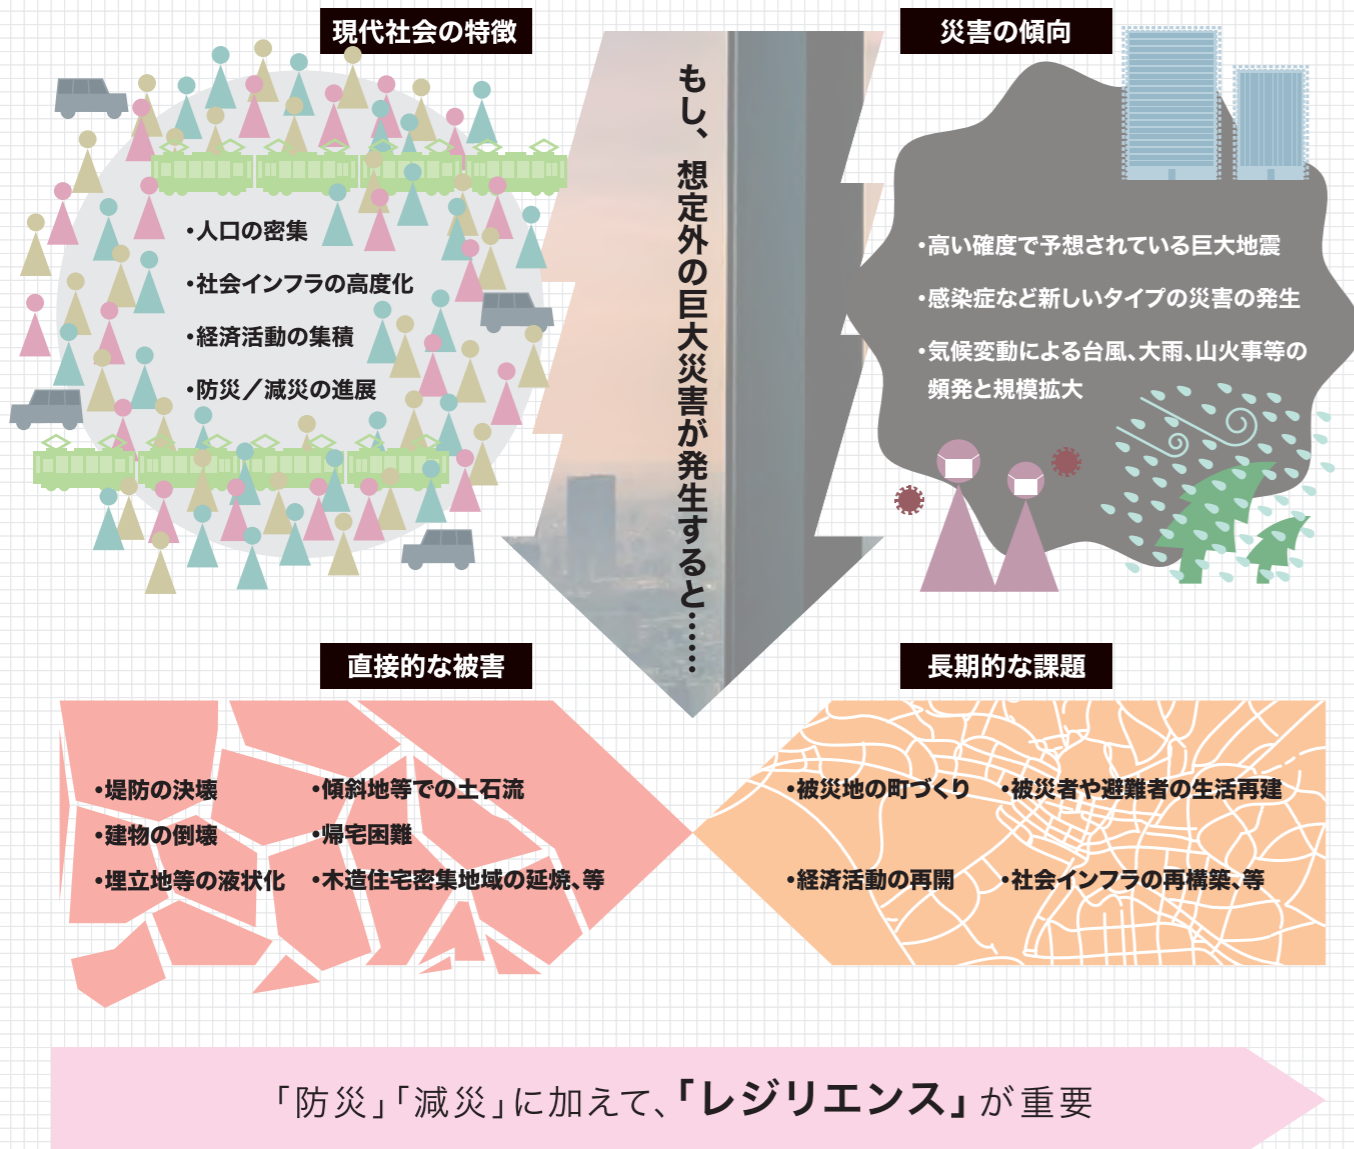 現代社会の特徴
・人口の密集
・社会インフラの高度化
・経済活動の集積
・防災／減災の進展
もし、想定外の巨大災害が発生すると……
災害の傾向
・高い確度で予想されている巨大地震
・感染症など新しいタイプの災害の発生
・気候変動による台風、大雨、山火事等の
頻発と規模拡大
直接的な被害
・堤防の決壊
・建物の倒壊
・埋立地等の液状化
・傾斜地等での土石流
・帰宅困難
・木造住宅密集地域の延焼、等
長期的な課題
・被災地の町づくり
・経済活動の再開
・被災者や避難者の生活再建
・社会インフラの再構築、等
「防災」「減災」に加えて、「レジリエンス」が重要